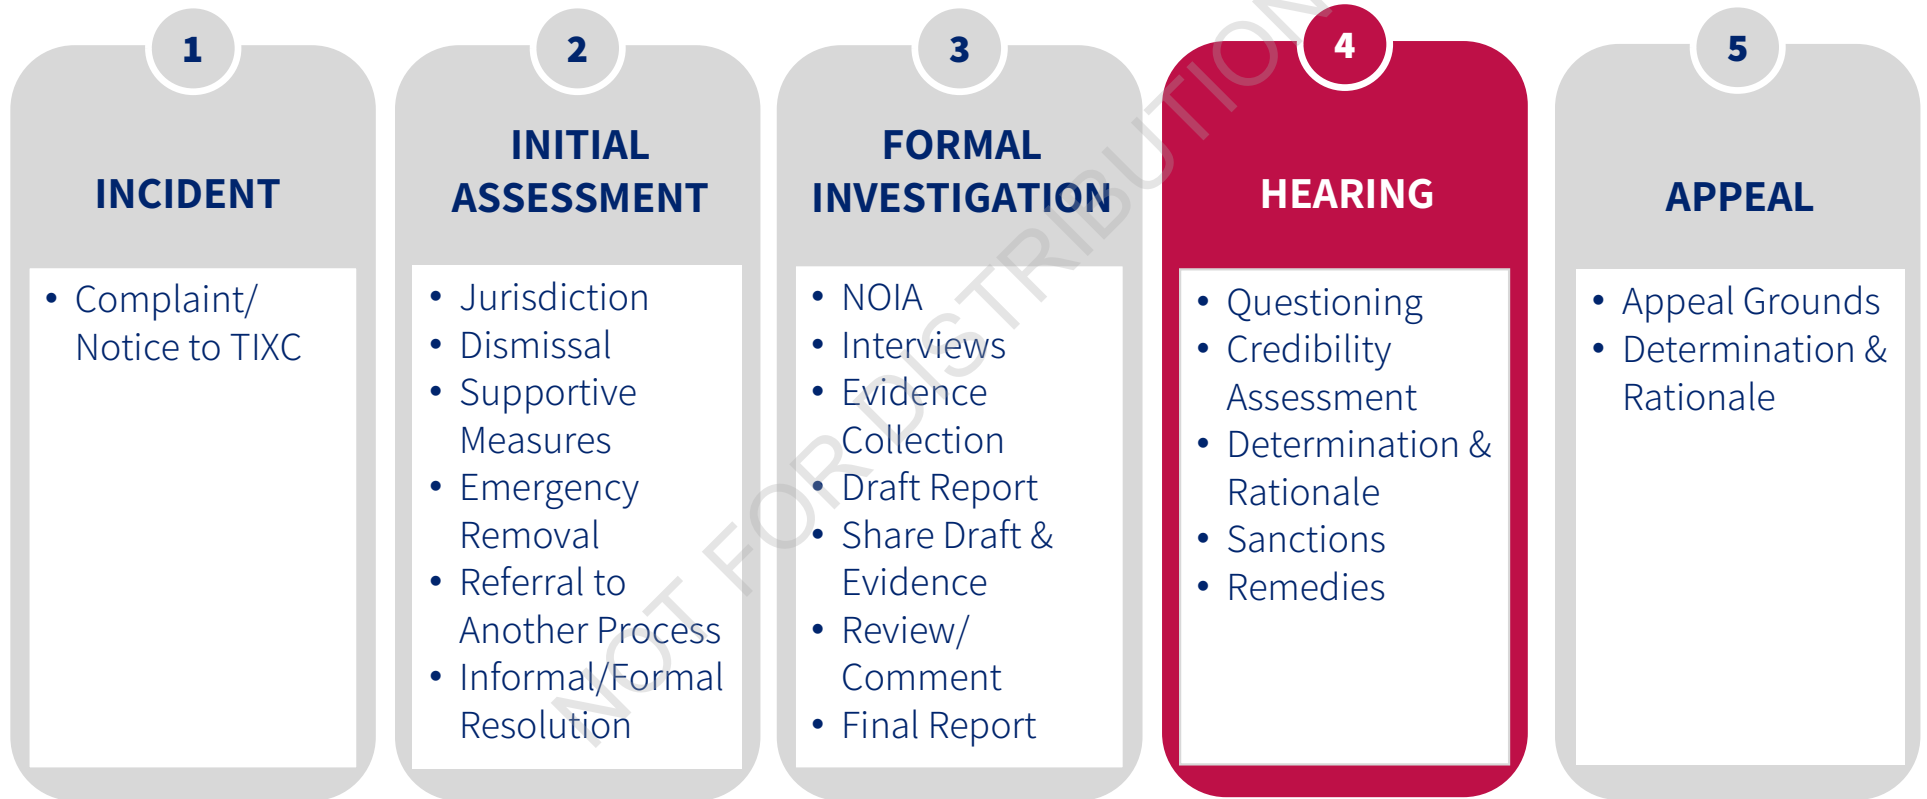 1
INCIDENT
• Complaint/
Notice to TIXC
2
INITIAL
ASSESSMENT
• Jurisdiction
• Dismissal
• Supportive
Measures
• Emergency
Removal
• Referral to
Another Process
• Informal/Formal
Resolution
3
FORMAL
INVESTIGATION
• NOIA
• Interviews
• Evidence
Collection
• Draft Report
• Share Draft &
Evidence
• Review/
Comment
• Final Report
4
HEARING
• Questioning
• Credibility
Assessment
• Determination &
Rationale
• Sanctions
• Remedies
5
APPEAL
• Appeal Grounds
• Determination &
Rationale
NOT FOR DISTRIBUTION